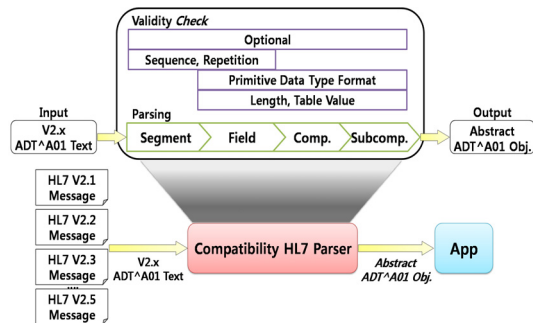 Validity Check
Optional
Sequence, Repetition
Primitive Data Type Format
Length, Table Value
Input
Parsing
Output
V2.x
ADT^A01 Text
Segment
Field
Comp.
Subcomp.
Abstract
ADT^A01 Obj.
HL7 V2.1
Message
HL7 V2.2
Message
HL7 V2.3
Message
....
HL7 V2.5
Message
V2.x
ADT^A01 Text
Compatibility HL7 Parser
Abstract
ADT^A01 Obj.
App